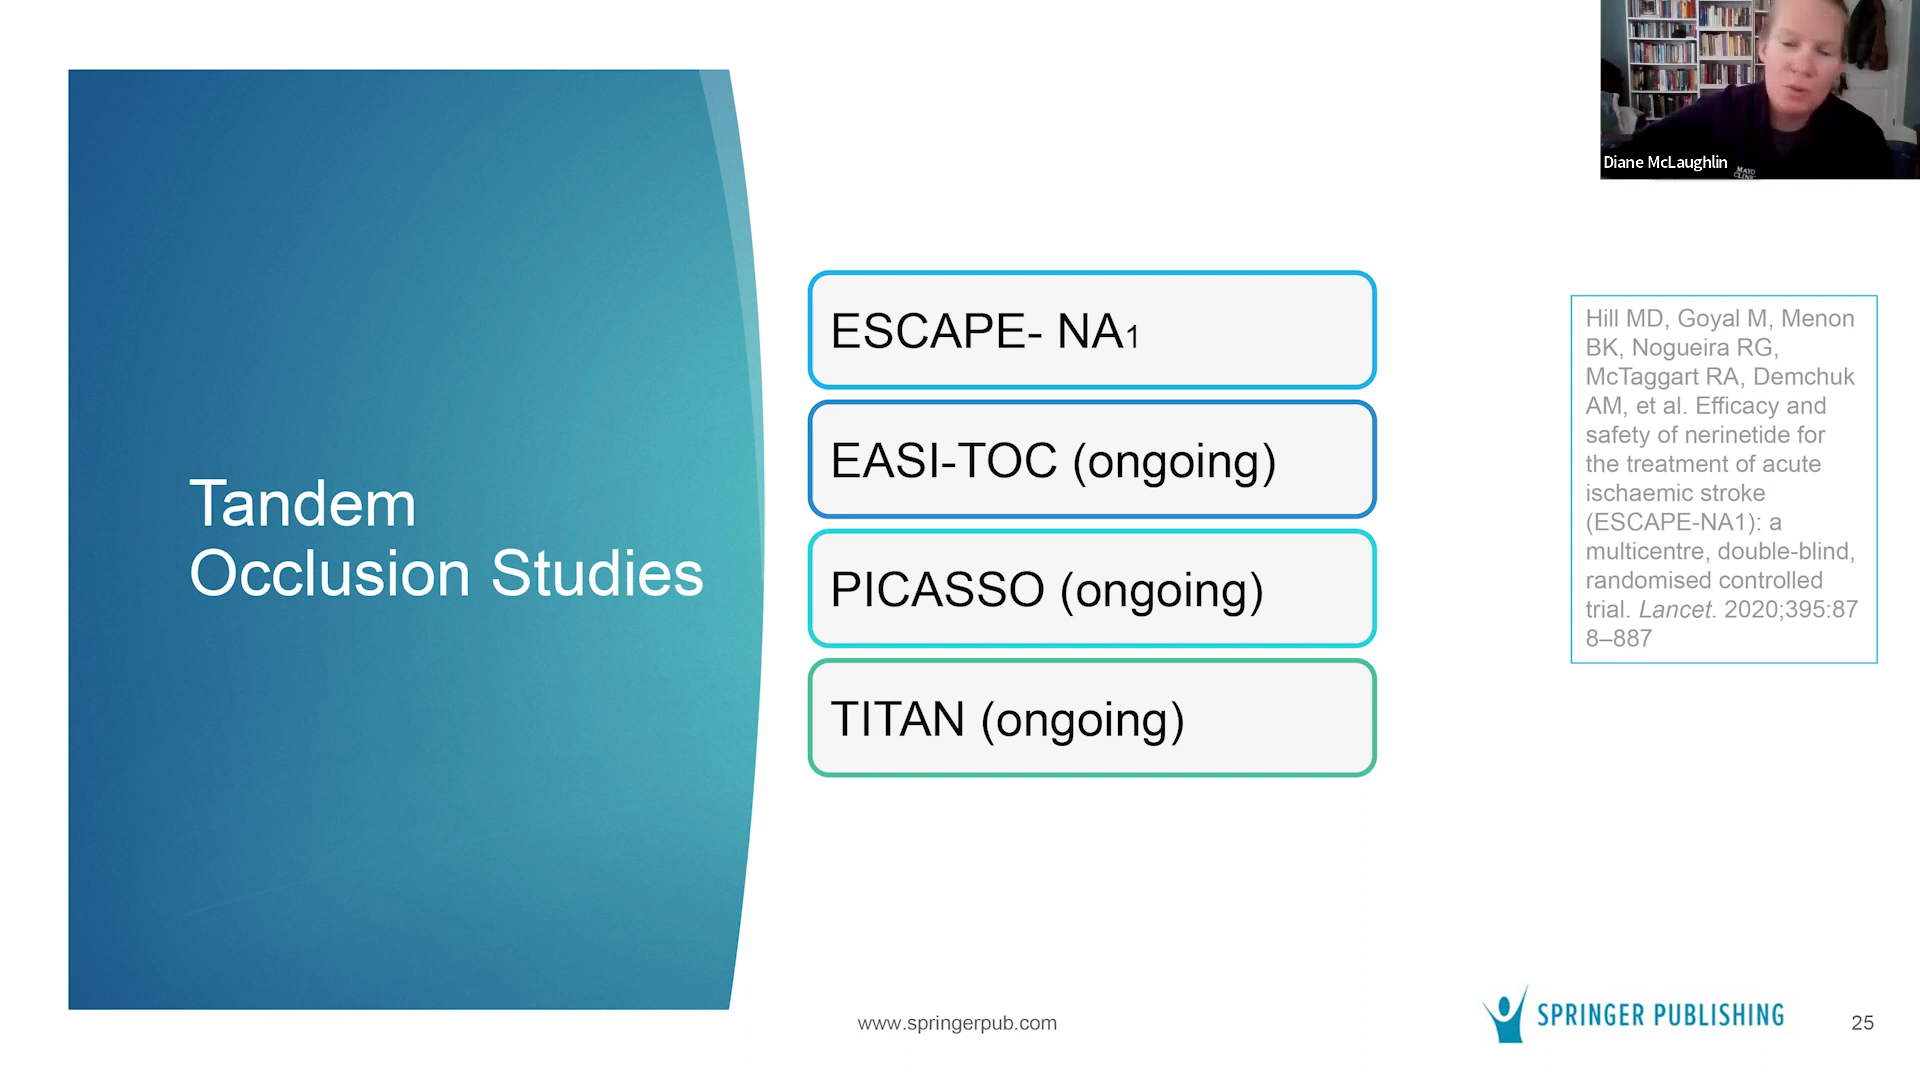 Diane McLaughlin
MAYO
CLINIC
Tandem
Occlusion Studies
ESCAPE- NA1
EASI-TOC (ongoing)
PICASSO (ongoing)
TITAN (ongoing)
Hill MD, Goyal M, Menon
BK, Nogueira RG,
McTaggart RA, Demchuk
AM, et al. Efficacy and
safety of nerinetide for
the treatment of acute
ischaemic stroke
(ESCAPE-NA1): a
multicentre, double-blind,
randomised controlled
trial. Lancet. 2020;395:87
8–887
www.springerpub.com
SPRINGER PUBLISHING
25